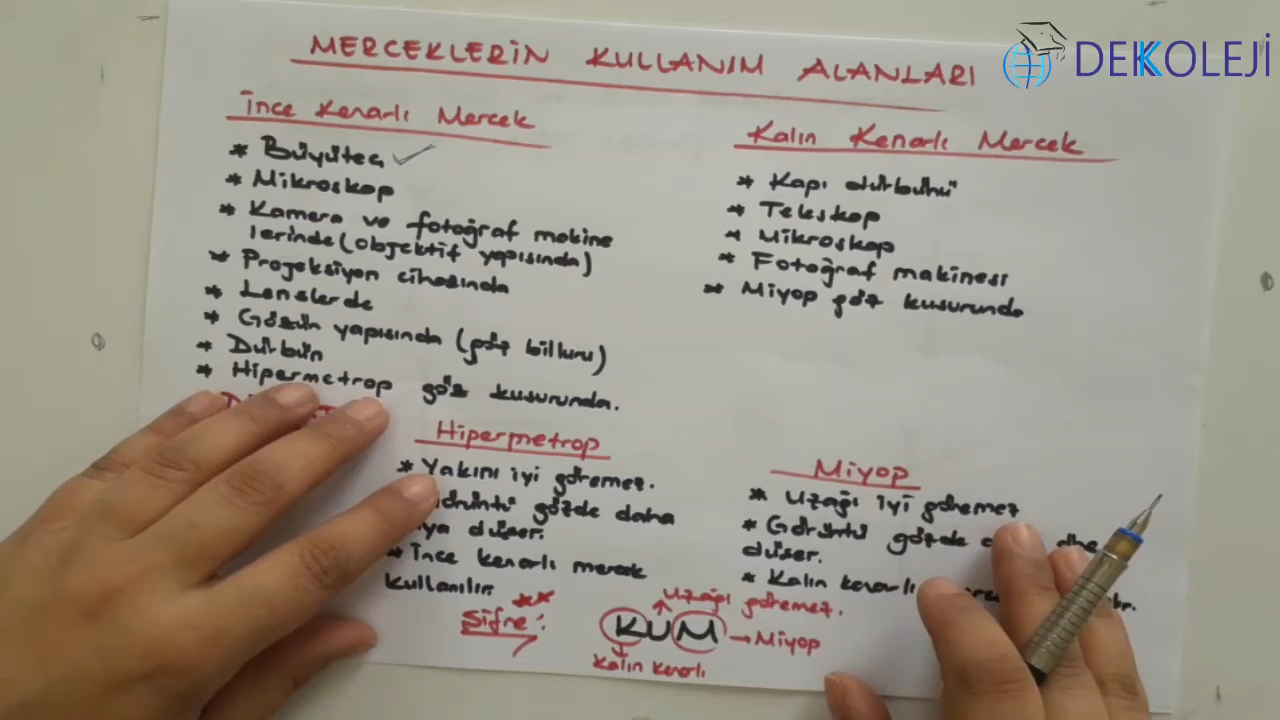 DEKKOLEJİ
MERCEKLERİN KULLANIM ALANLARI
İnce Kenarlı Mercek
* Büyüteç ✓
* Mikroskop
* Kamera ve fotoğraf makine
lerinde (objektif yapısında)
* Projeksiyon cihazında
* Lenslerde
* Gözün yapısında (göz billuru)
* Dürbün
* Hipermetrop göz kusurunda.
Kalın Kenarlı Mercek
* Kapı dürbünü
* Teleskop
* Mikroskop
* Fotoğraf makinesi
* Miyop göz kusurunda
Hipermetrop
* Yakını iyi göremez.
gözde daha
düşer.
* İnce kenarlı mercek
kullanılır.
Miyop
* Uzağı iyi göremez
* Görüntü gözde
düşer.
* Kalın kenarlı
Şifre:
**
KUM
Uzağı göremez.
→ Miyop
Kalın kenarlı